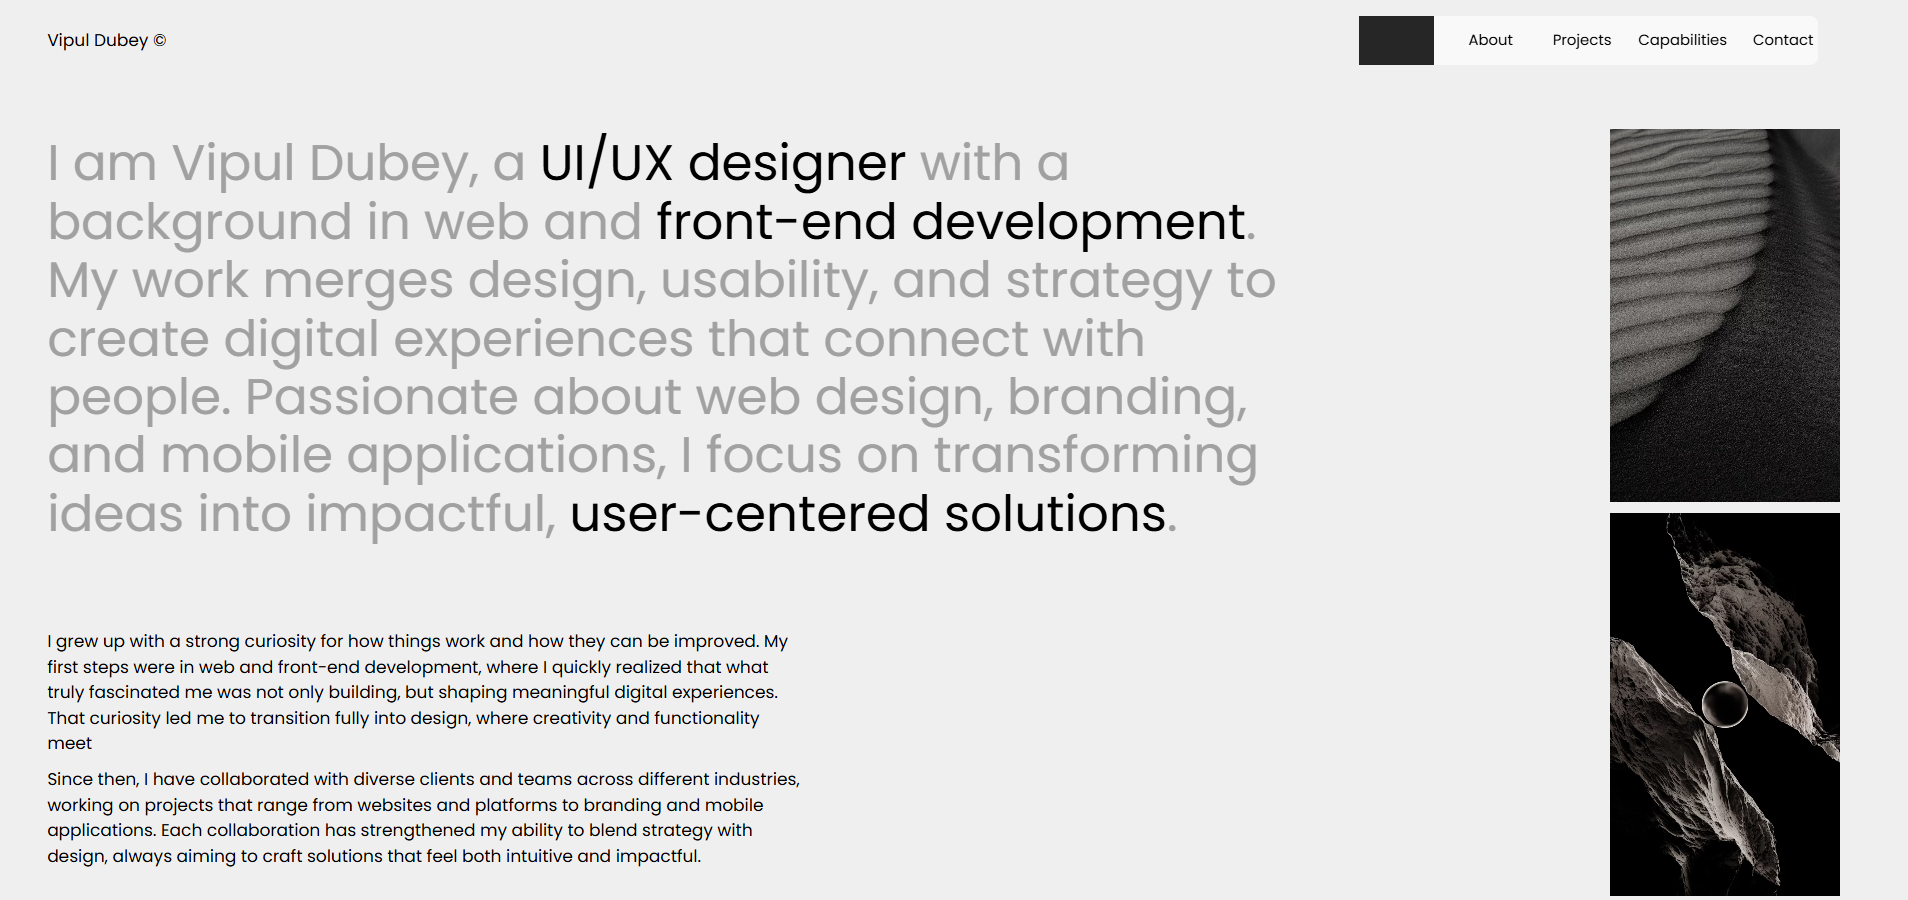 Vipul Dubey ©
About Projects Capabilities Contact
I am Vipul Dubey, a UI/UX designer with a
background in web and front-end development.
My work merges design, usability, and strategy to
create digital experiences that connect with
people. Passionate about web design, branding,
and mobile applications, I focus on transforming
ideas into impactful, user-centered solutions.
I grew up with a strong curiosity for how things work and how they can be improved. My
first steps were in web and front-end development, where I quickly realized that what
truly fascinated me was not only building, but shaping meaningful digital experiences.
That curiosity led me to transition fully into design, where creativity and functionality
meet
Since then, I have collaborated with diverse clients and teams across different industries,
working on projects that range from websites and platforms to branding and mobile
applications. Each collaboration has strengthened my ability to blend strategy with
design, always aiming to craft solutions that feel both intuitive and impactful.